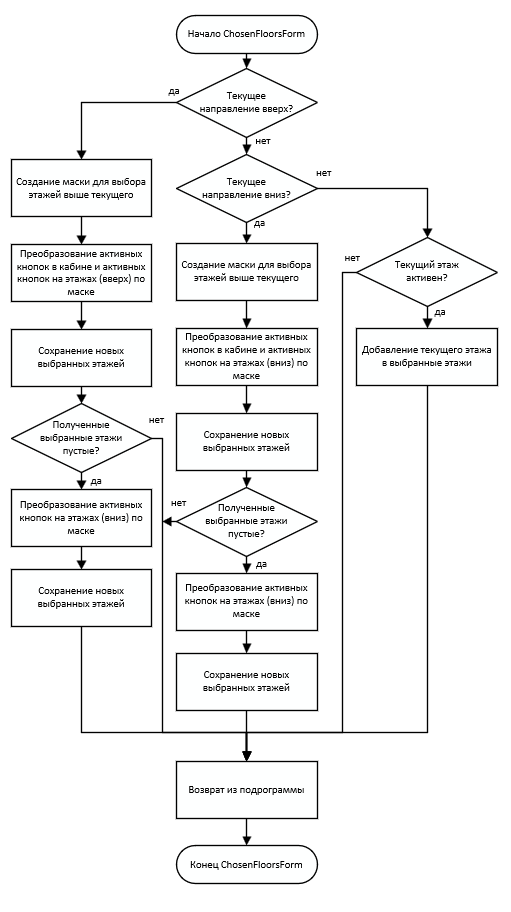 Начало ChosenFloorsForm
Текущее
направление вверх?
да
нет
Создание маски для выбора
этажей выше текущего
Преобразование активных
кнопок в кабине и активных
кнопок на этажах (вверх) по
маске
Сохранение новых
выбранных этажей
Полученные
выбранные этажи
пустые?
нет
да
Преобразование активных
кнопок на этажах (вниз) по
маске
Сохранение новых
выбранных этажей
Текущее
направление вниз?
нет
да
Создание маски для выбора
этажей выше текущего
Преобразование активных
кнопок в кабине и активных
кнопок на этажах (вниз) по
маске
Сохранение новых
выбранных этажей
Полученные
выбранные этажи
пустые?
нет
да
Преобразование активных
кнопок на этажах (вниз) по
маске
Сохранение новых
выбранных этажей
Текущий этаж
активен?
нет
да
Добавление текущего этажа
в выбранные этажи
Возврат из подрограммы
Конец ChosenFloorsForm